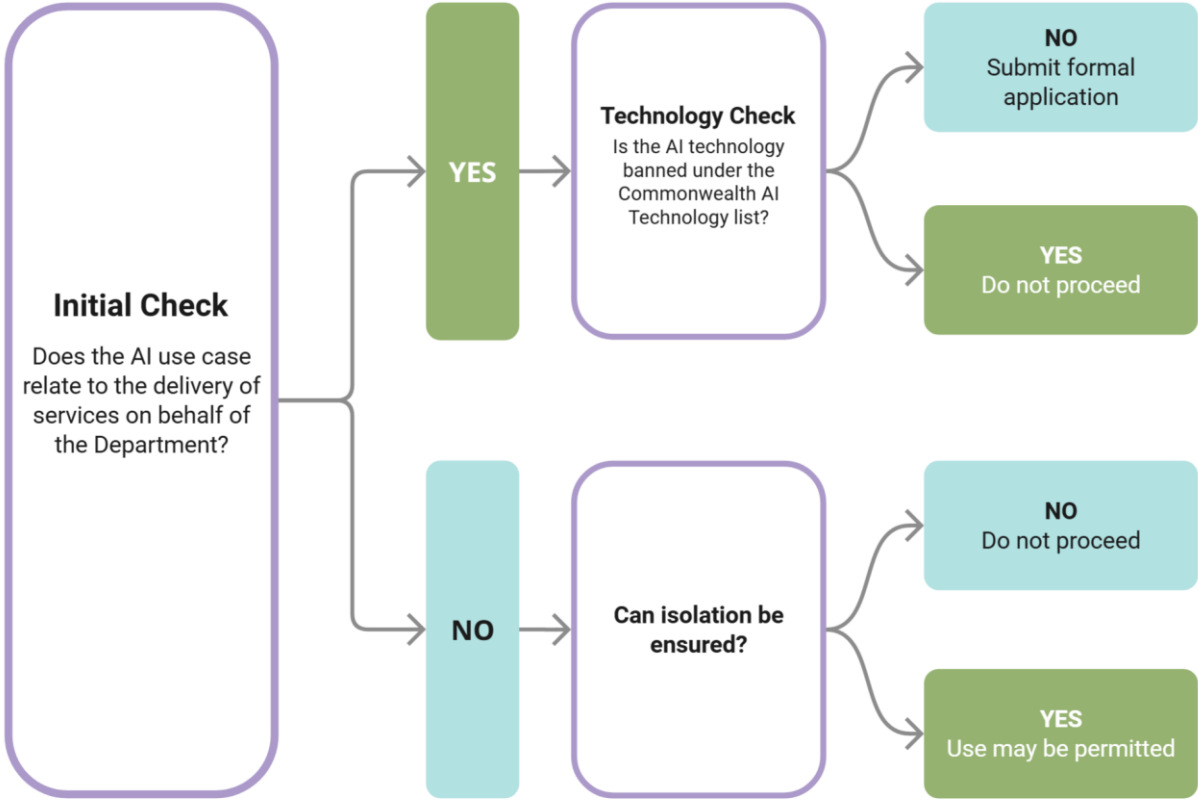 Initial Check
Does the AI use case
relate to the delivery of
services on behalf of
the Department?
YES
Technology Check
Is the AI technology
banned under the
Commonwealth AI
Technology list?
NO
Submit formal
application
YES
Do not proceed
NO
Can isolation be
ensured?
NO
Do not proceed
YES
Use may be permitted